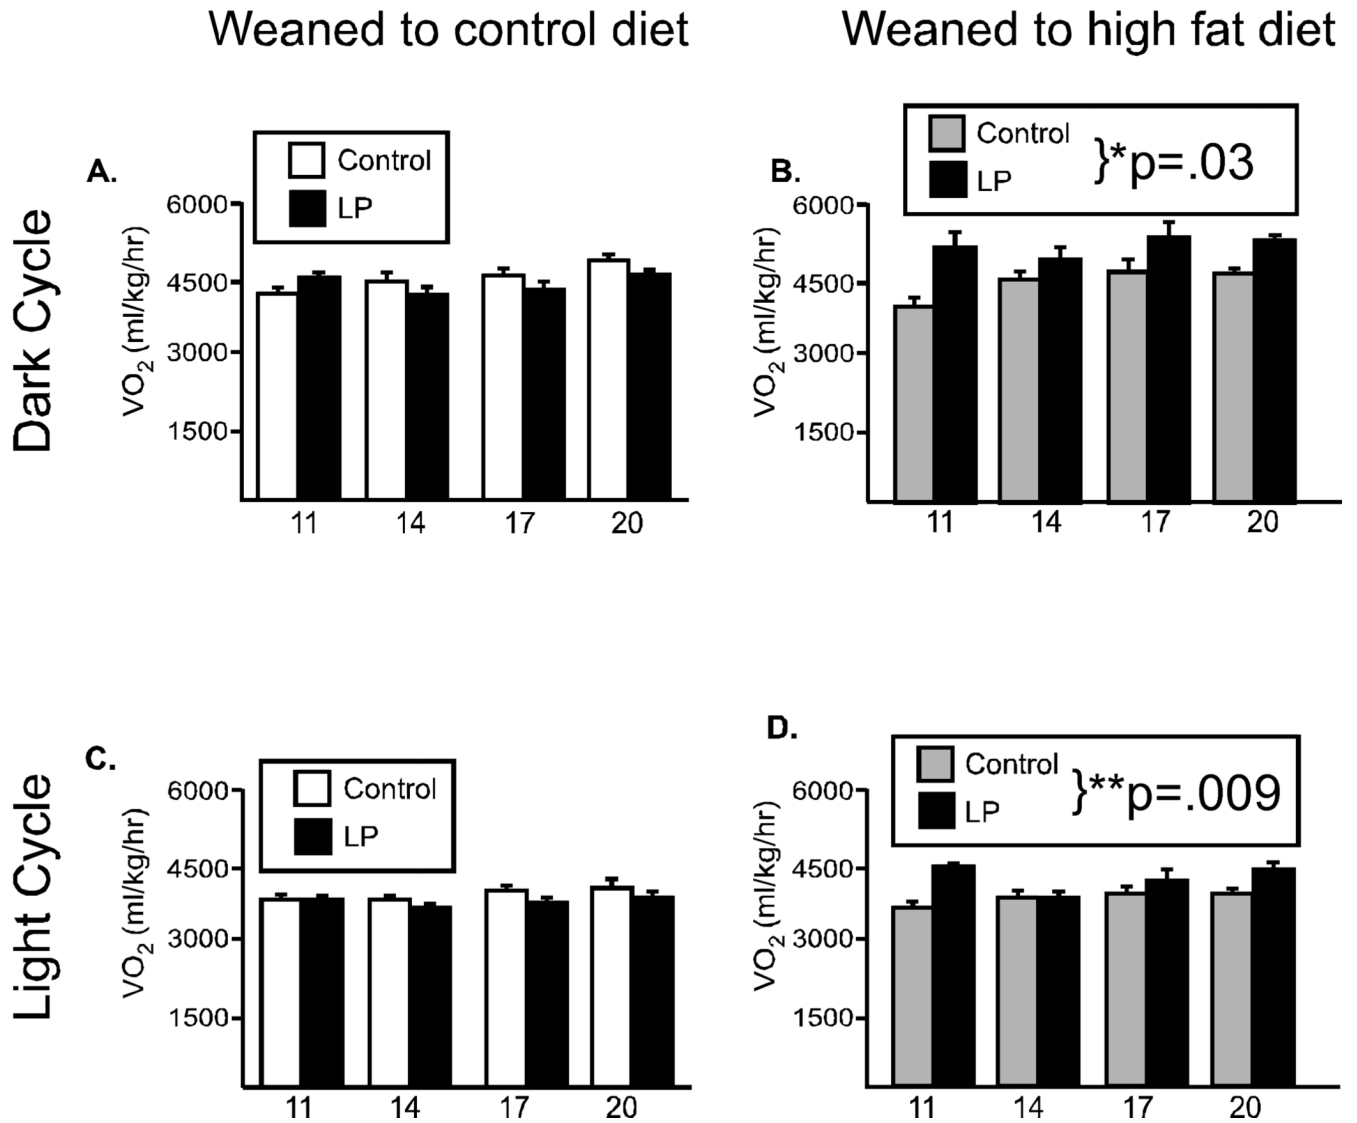 Weaned to control diet
Weaned to high fat diet
Dark Cycle
A.
Control
LP
6000
4500
3000
1500
VO2 (ml/kg/hr)
11 14 17 20
B.
Control
LP
}*p=.03
6000
4500
3000
1500
VO2 (ml/kg/hr)
11 14 17 20
Light Cycle
C.
Control
LP
6000
4500
3000
1500
VO2 (ml/kg/hr)
11 14 17 20
D.
Control
LP
}**p=.009
6000
4500
3000
1500
VO2 (ml/kg/hr)
11 14 17 20